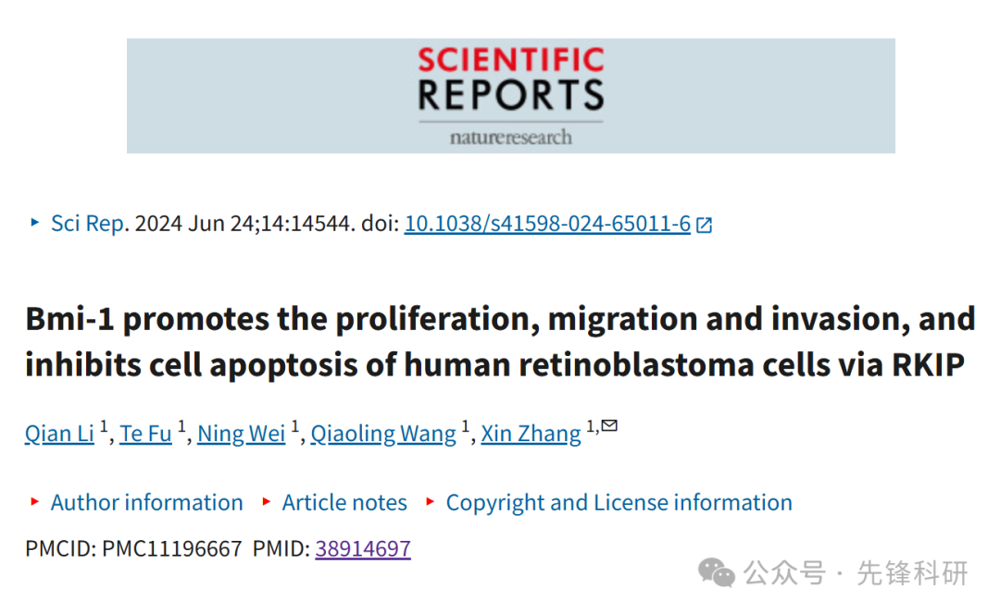 SCIENTIFIC
REPORTS
natureresearch
Sci Rep. 2024 Jun 24;14:14544. doi: 10.1038/s41598-024-65011-6
Bmi-1 promotes the proliferation, migration and invasion, and
inhibits cell apoptosis of human retinoblastoma cells via RKIP
Qian Li 1, Te Fu 1, Ning Wei 1, Qiaoling Wang 1, Xin Zhang 1,✉
Author information Article notes Copyright and License information
PMCID: PMC11196667 PMID: 38914697
公众号 · 先锋科研